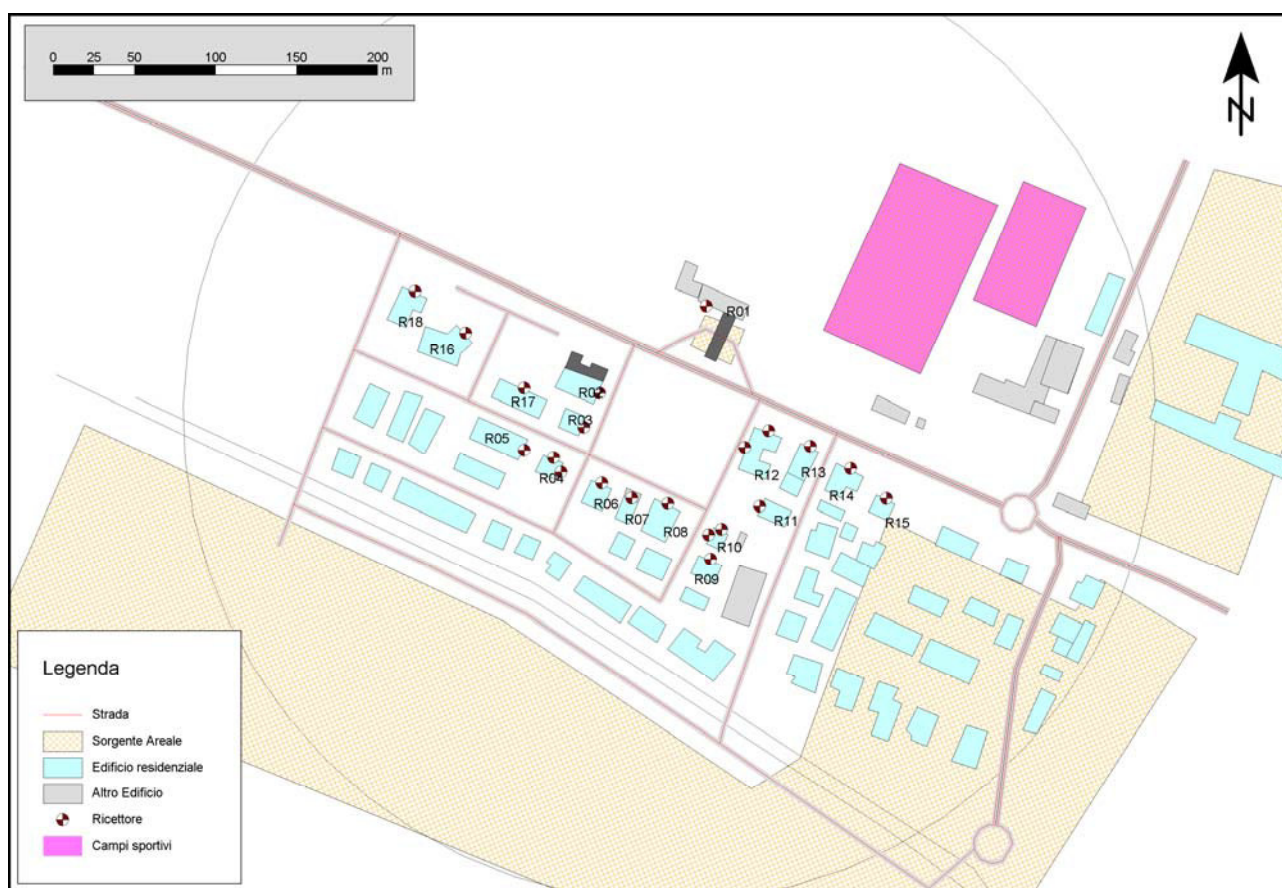 0 25 50 100 150 200
m
N
R01
R18
R16
R02
R17
R03
R05
R04
R12
R13
R14
R06
R07
R08
R11
R15
R10
R09
Legenda
Strada
Sorgente Areale
Edificio residenziale
Altro Edificio
Ricettore
Campi sportivi